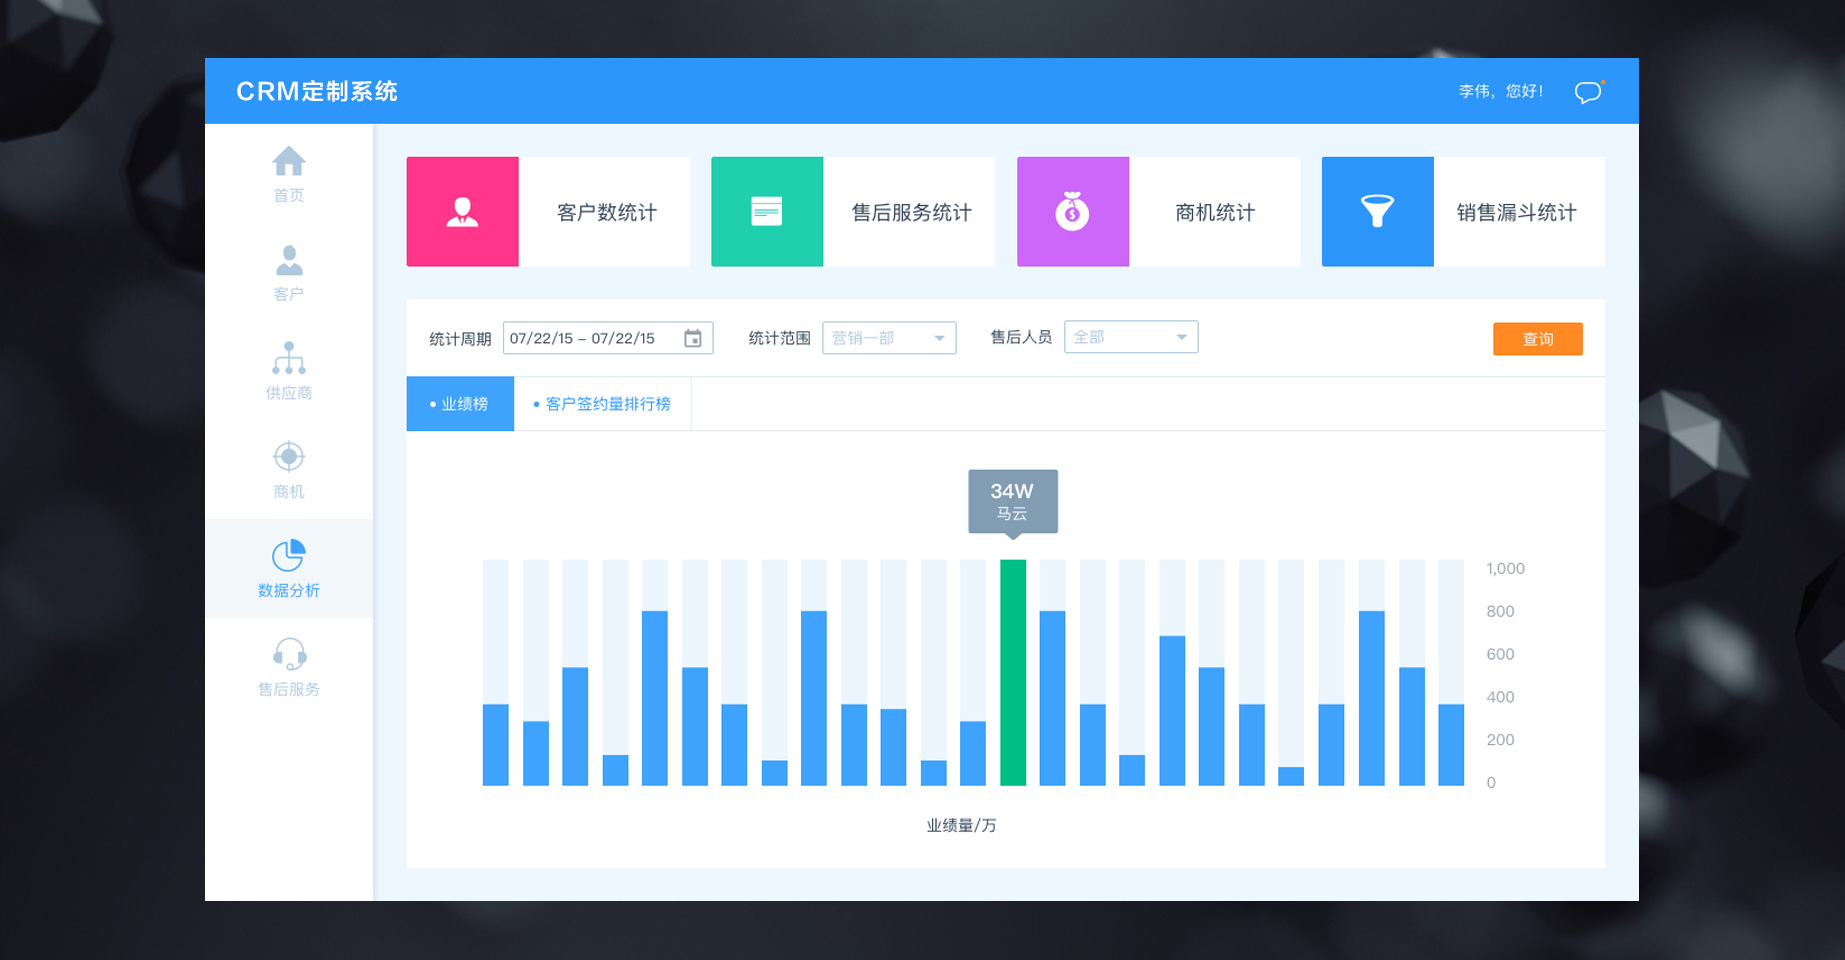 CRM定制系统
李伟，您好！
首页
客户
供应商
商机
数据分析
售后服务
客户数统计
售后服务统计
商机统计
销售漏斗统计
统计周期 07/22/15 – 07/22/15 统计范围 营销一部 售后人员 全部 查询
• 业绩榜 • 客户签约量排行榜
34W
马云
1,000
800
600
400
200
0
业绩量/万